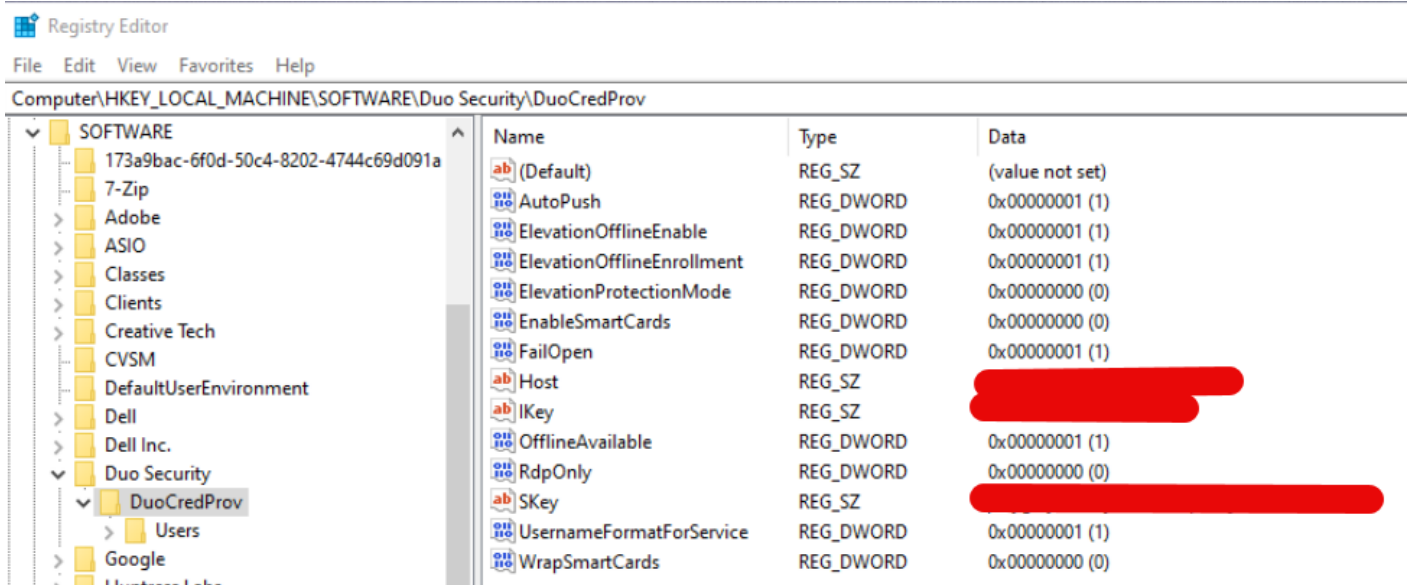 Registry Editor
File Edit View Favorites Help
Computer\HKEY_LOCAL_MACHINE\SOFTWARE\Duo Security\DuoCredProv
SOFTWARE
173a9bac-6f0d-50c4-8202-4744c69d091a
7-Zip
Adobe
ASIO
Classes
Clients
Creative Tech
CVSM
DefaultUserEnvironment
Dell
Dell Inc.
Duo Security
DuoCredProv
Users
Google
Name Type Data
(Default) REG_SZ (value not set)
AutoPush REG_DWORD 0x00000001 (1)
ElevationOfflineEnable REG_DWORD 0x00000001 (1)
ElevationOfflineEnrollment REG_DWORD 0x00000001 (1)
ElevationProtectionMode REG_DWORD 0x00000000 (0)
EnableSmartCards REG_DWORD 0x00000000 (0)
FailOpen REG_DWORD 0x00000001 (1)
Host REG_SZ
IKey REG_SZ
OfflineAvailable REG_DWORD 0x00000001 (1)
RdpOnly REG_DWORD 0x00000000 (0)
SKey REG_SZ
UsernameFormatForService REG_DWORD 0x00000001 (1)
WrapSmartCards REG_DWORD 0x00000000 (0)